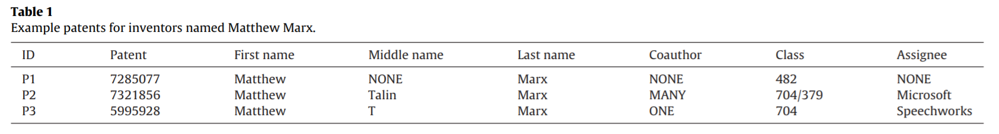 Table 1
Example patents for inventors named Matthew Marx.
ID Patent First name Middle name Last name Coauthor Class Assignee
P1 7285077 Matthew NONE Marx NONE 482 NONE
P2 7321856 Matthew Talin Marx MANY 704/379 Microsoft
P3 5995928 Matthew T Marx ONE 704 Speechworks